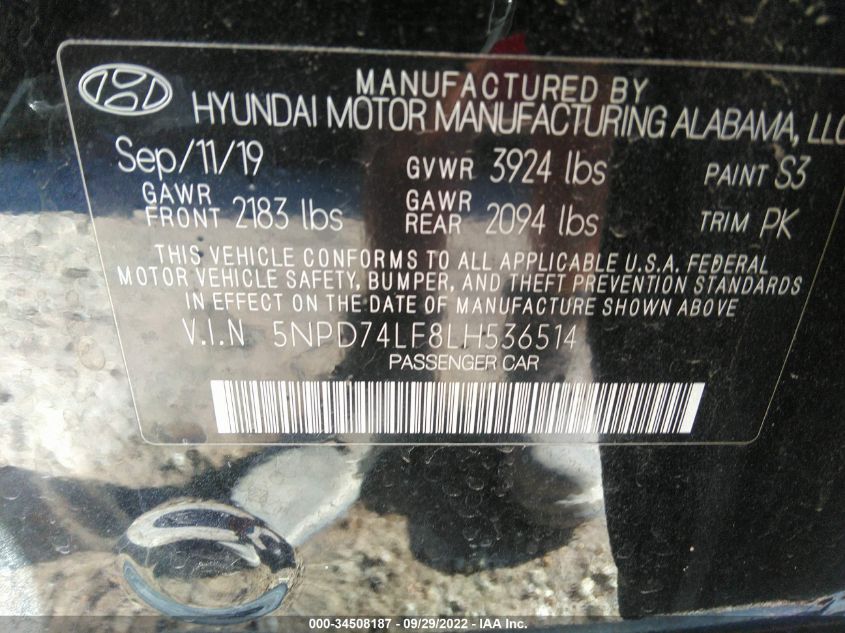 MANUFACTURED BY
HYUNDAI MOTOR MANUFACTURING ALABAMA, LLC
Sep/11/19 GVWR 3924 lbs PAINT S3
GAWR FRONT 2183 lbs GAWR REAR 2094 lbs TRIM PK
THIS VEHICLE CONFORMS TO ALL APPLICABLE U.S.A. FEDERAL
MOTOR VEHICLE SAFETY, BUMPER, AND THEFT PREVENTION STANDARDS
IN EFFECT ON THE DATE OF MANUFACTURE SHOWN ABOVE
V.I.N 5NPD74LF8LH536514
PASSENGER CAR
000-34508187 - 09/29/2022 - IAAI.com